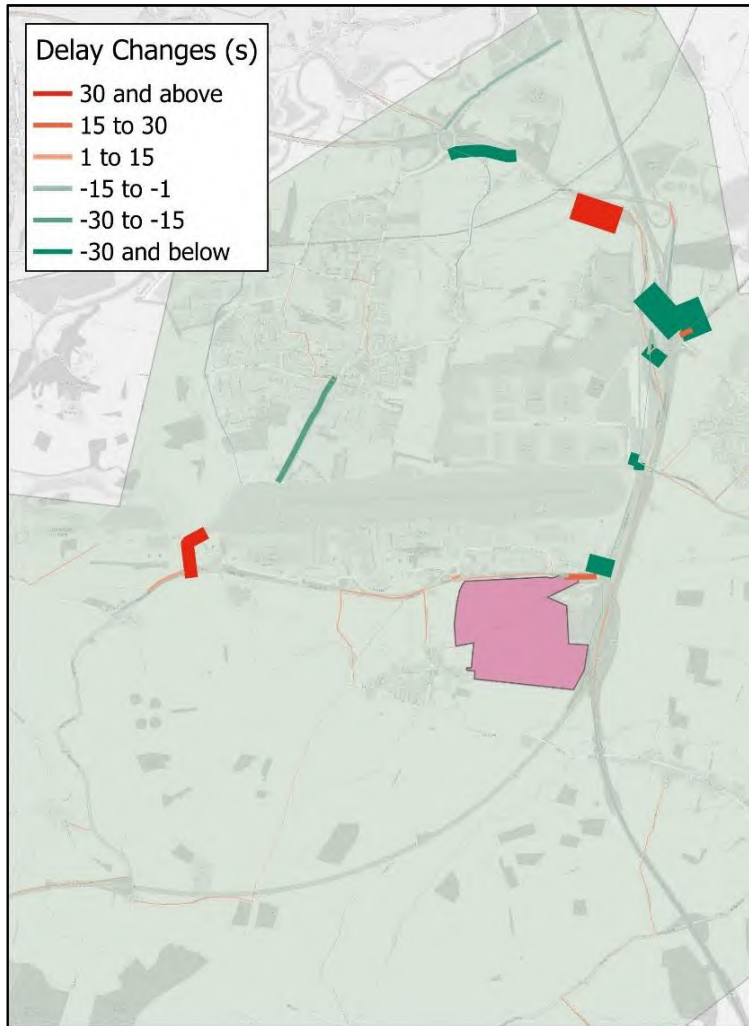 Delay Changes (s)
30 and above
15 to 30
1 to 15
-15 to -1
-30 to -15
-30 and below